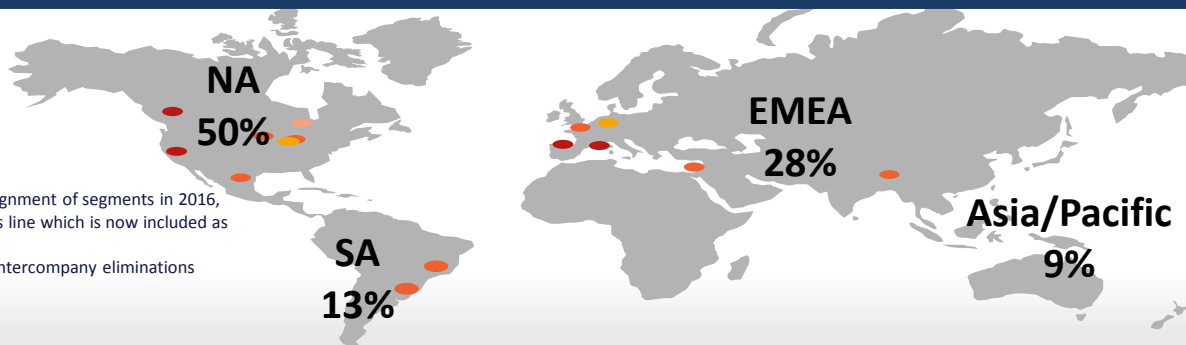 NA
50%
EMEA
28%
gnment of segments in 2016,
s line which is now included as
ntercompany eliminations
SA
13%
Asia/Pacific
9%